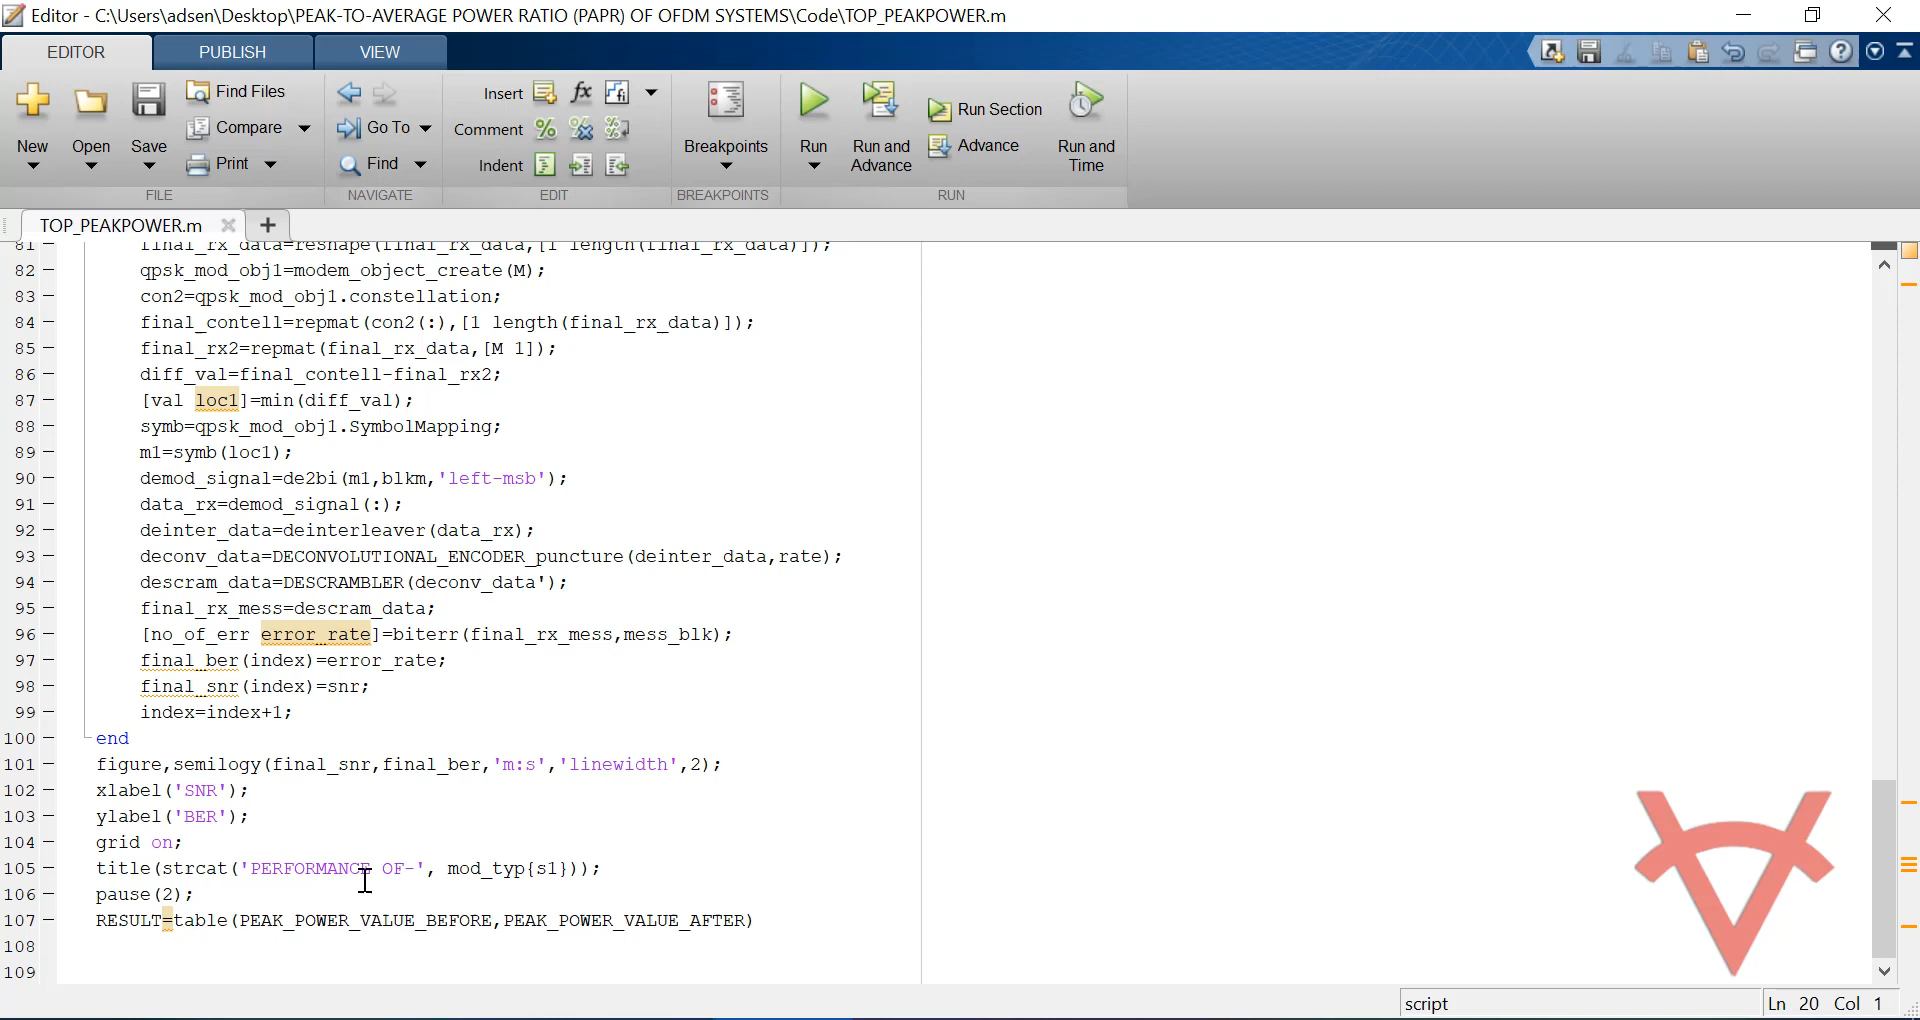 Editor - C:\Users\adsen\Desktop\PEAK-TO-AVERAGE POWER RATIO (PAPR) OF OFDM SYSTEMS\Code\TOP_PEAKPOWER.m
EDITOR PUBLISH VIEW
New Open Save Find Files Compare Print
Go To Find
Insert fx Comment Indent
Breakpoints
Run Run and Advance Run Section Advance Run and Time
FILE NAVIGATE EDIT BREAKPOINTS RUN
TOP_PEAKPOWER.m
81 - final_rx_data=reshape(final_rx_data,[1 length(final_rx_data)]);
82 - qpsk_mod_obj1=modem_object_create(M);
83 - con2=qpsk_mod_obj1.constellation;
84 - final_contell=repmat(con2(:),[1 length(final_rx_data)]);
85 - final_rx2=repmat(final_rx_data,[M 1]);
86 - diff_val=final_contell-final_rx2;
87 - [val loc1]=min(diff_val);
88 - symb=qpsk_mod_obj1.SymbolMapping;
89 - m1=symb(loc1);
90 - demod_signal=de2bi(m1,blkm,'left-msb');
91 - data_rx=demod_signal(:);
92 - deinter_data=deinterleaver(data_rx);
93 - deconv_data=DECONVOLUTIONAL_ENCODER_puncture(deinter_data,rate);
94 - descram_data=DESCRAMBLER(deconv_data');
95 - final_rx_mess=descram_data;
96 - [no_of_err error_rate]=biterr(final_rx_mess,mess_blk);
97 - final_ber(index)=error_rate;
98 - final_snr(index)=snr;
99 - index=index+1;
100 - end
101 - figure,semilogy(final_snr,final_ber,'m:s','linewidth',2);
102 - xlabel('SNR');
103 - ylabel('BER');
104 - grid on;
105 - title(strcat('PERFORMANCE OF-', mod_typ{s1}));
106 - pause(2);
107 - RESULT=table(PEAK_POWER_VALUE_BEFORE,PEAK_POWER_VALUE_AFTER)
108
109
script Ln 20 Col 1